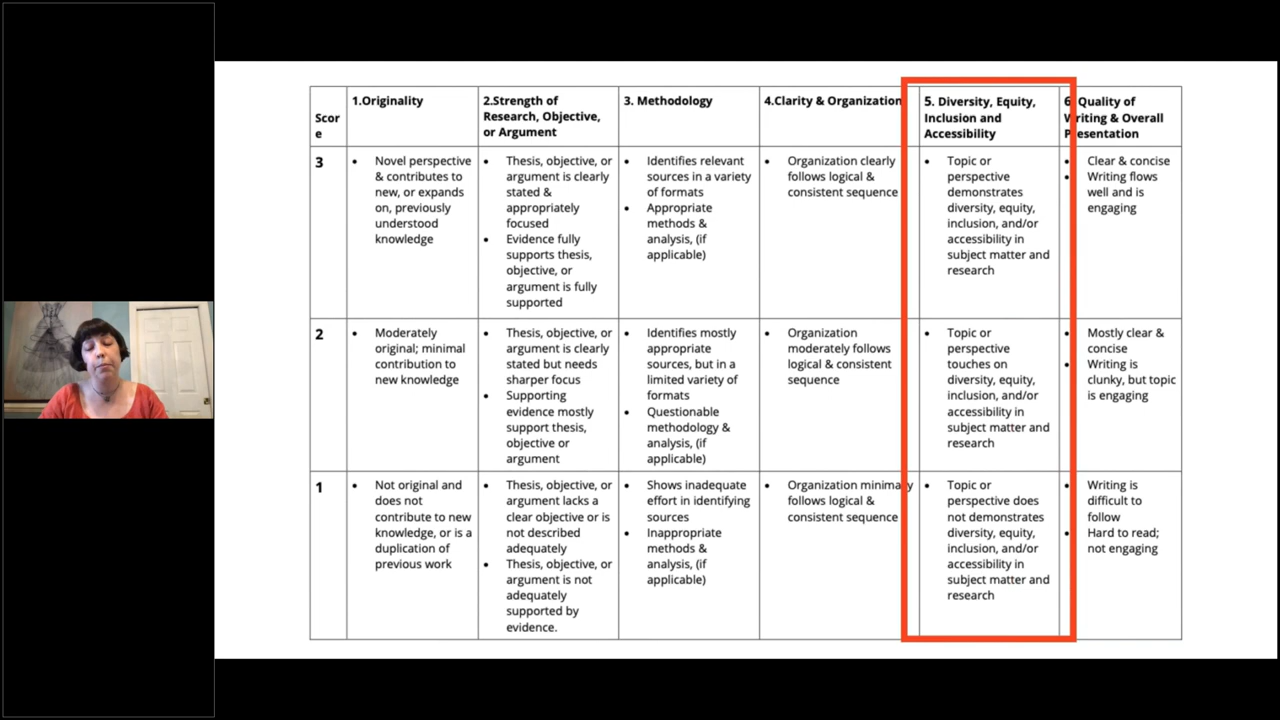 Scor
e
1.Originality
2.Strength of
Research, Objective,
or Argument
3. Methodology
4.Clarity & Organization
5. Diversity, Equity,
Inclusion and
Accessibility
6. Quality of
Writing & Overall
Presentation
3
• Novel perspective
& contributes to
new, or expands
on, previously
understood
knowledge
• Thesis, objective, or
argument is clearly
stated &
appropriately
focused
• Evidence fully
supports thesis,
objective, or
argument is fully
supported
• Identifies relevant
sources in a variety
of formats
• Appropriate
methods &
analysis, (if
applicable)
• Organization clearly
follows logical &
consistent sequence
• Topic or
perspective
demonstrates
diversity, equity,
inclusion, and/or
accessibility in
subject matter and
research
• Clear & concise
• Writing flows
well and is
engaging
2
• Moderately
original; minimal
contribution to
new knowledge
• Thesis, objective, or
argument is clearly
stated but needs
sharper focus
• Supporting
evidence mostly
support thesis,
objective or
argument
• Identifies mostly
appropriate
sources, but in a
limited variety of
formats
• Questionable
methodology &
analysis, (if
applicable)
• Organization
moderately follows
logical & consistent
sequence
• Topic or
perspective
touches on
diversity, equity,
inclusion, and/or
accessibility in
subject matter and
research
• Mostly clear &
concise
• Writing is
clunky, but topic
is engaging
1
• Not original and
does not
contribute to new
knowledge, or is a
duplication of
previous work
• Thesis, objective, or
argument lacks a
clear objective or is
not described
adequately
• Thesis, objective, or
argument is not
adequately
supported by
evidence.
• Shows inadequate
effort in identifying
sources
• Inappropriate
methods &
analysis, (if
applicable)
• Organization minimally
follows logical &
consistent sequence
• Topic or
perspective does
not demonstrates
diversity, equity,
inclusion, and/or
accessibility in
subject matter and
research
• Writing is
difficult to
follow
• Hard to read;
not engaging